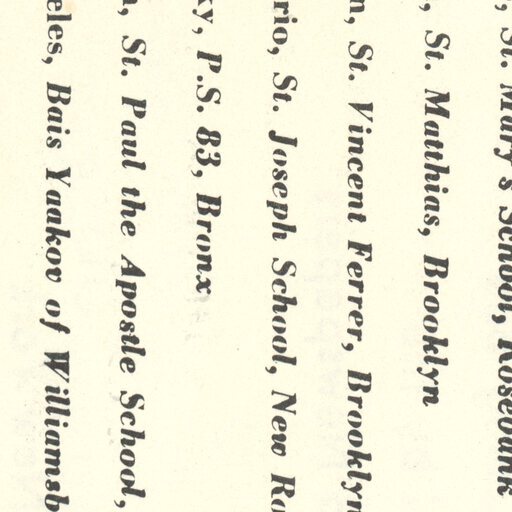 St. Mary's School, Rosebank
St. Matthias, Brooklyn
n, St. Vincent Ferrer, Brooklyn
rio, St. Joseph School, New Ro
ky, P.S. 83, Bronx
St. Paul the Apostle School,
eles, Bais Yaakov of Williamsb